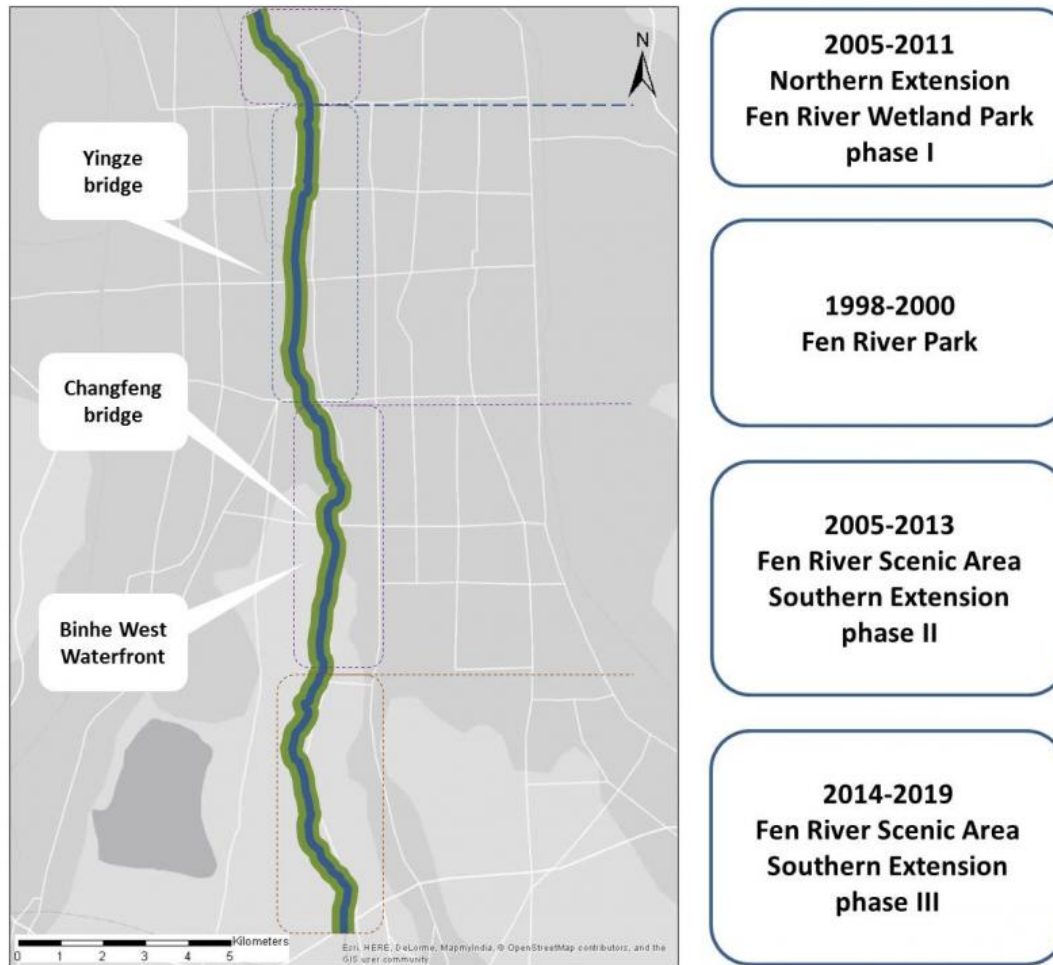 N
Yingze
bridge
Changfeng
bridge
Binhe West
Waterfront
Kilometers
0 1 2 3 4 5
Esri, HERE, DeLorme, MapmyIndia, © OpenStreetMap contributors, and the
GIS user community
2005-2011
Northern Extension
Fen River Wetland Park
phase I
1998-2000
Fen River Park
2005-2013
Fen River Scenic Area
Southern Extension
phase II
2014-2019
Fen River Scenic Area
Southern Extension
phase III